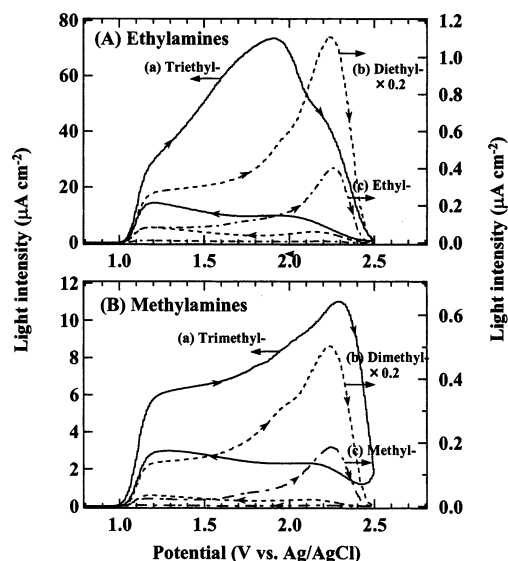 (A) Ethylamines
(a) Triethyl-
(b) Diethyl-
× 0.2
(c) Ethyl-
80
60
40
20
0
1.2
1.0
0.8
0.6
0.4
0.2
0.0
1.0 1.5 2.0 2.5
Light intensity (μA cm-2)
Light intensity (μA cm-2)
(B) Methylamines
(a) Trimethyl-
(b) Dimethyl-
× 0.2
(c) Methyl-
12
10
8
6
4
2
0
0.6
0.4
0.2
0.0
1.0 1.5 2.0 2.5
Potential (V vs. Ag/AgCl)